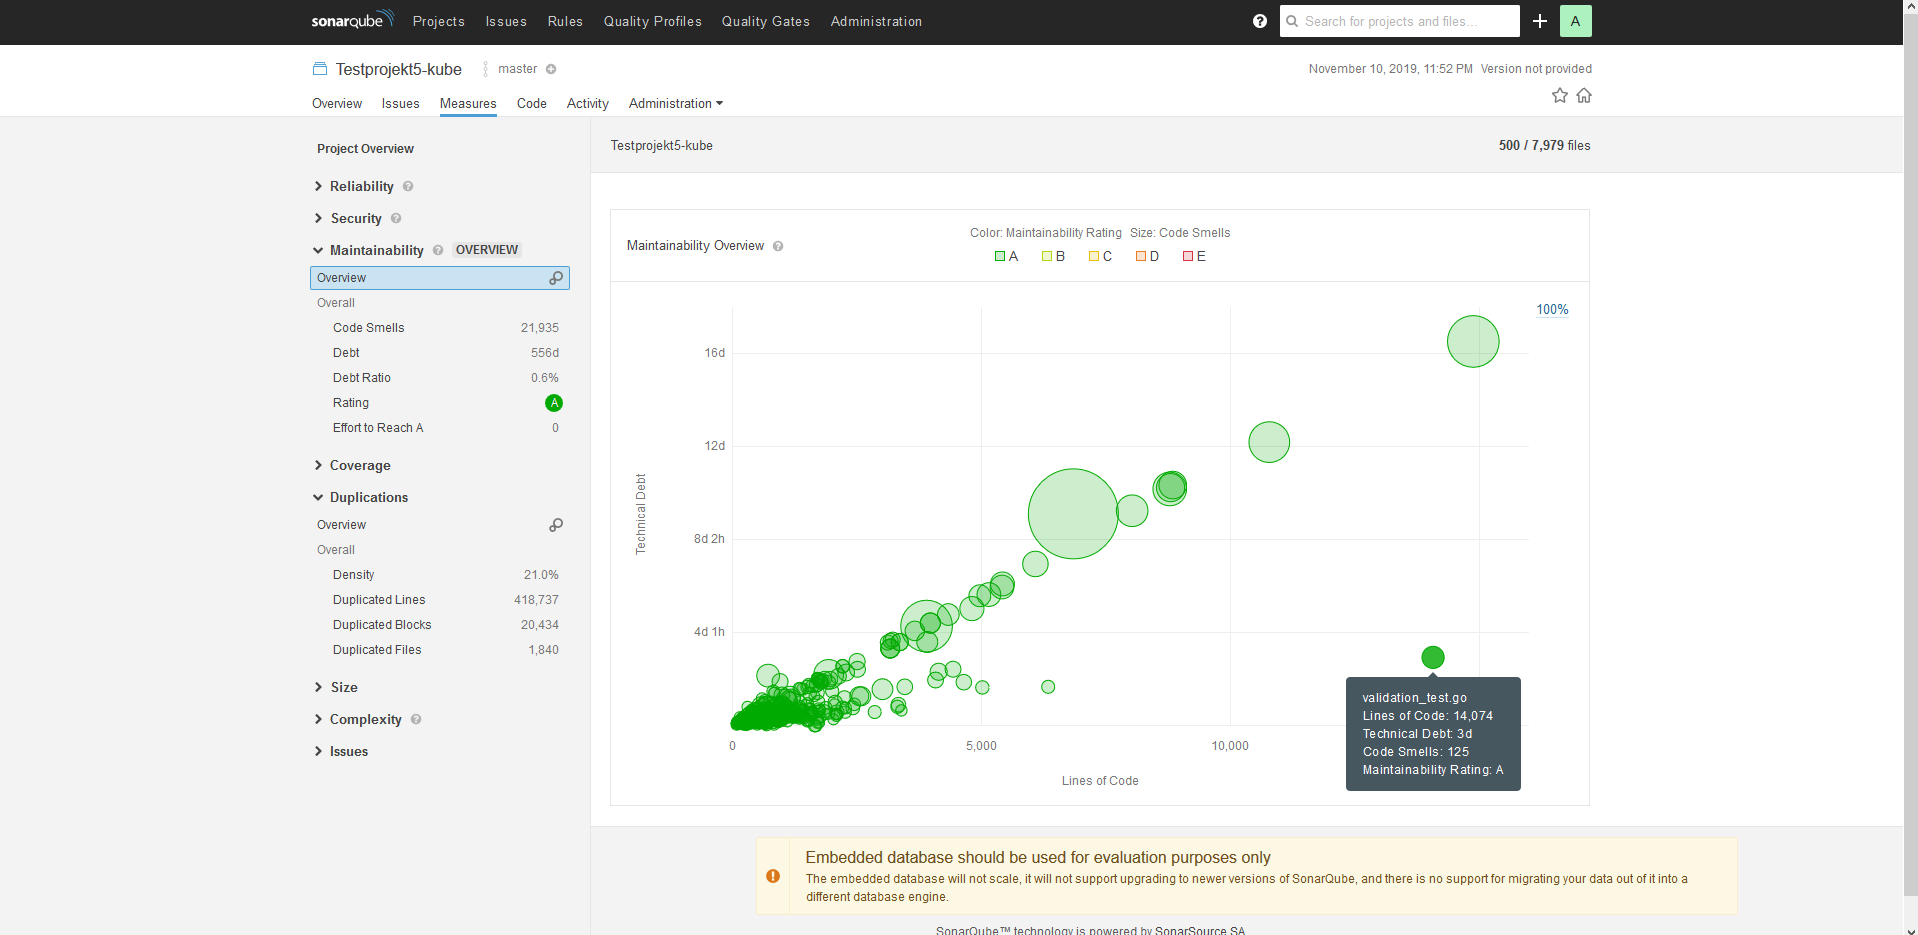 sonarqube Projects Issues Rules Quality Profiles Quality Gates Administration ? Search for projects and files... A
Testprojekt5-kube master November 10, 2019, 11:52 PM Version not provided
Overview Issues Measures Code Activity Administration
Project Overview
Reliability ?
Security ?
Maintainability ? OVERVIEW
Overview
Overall
Code Smells 21,935
Debt 556d
Debt Ratio 0.6%
Rating A
Effort to Reach A 0
Coverage
Duplications
Overview
Overall
Density 21.0%
Duplicated Lines 418,737
Duplicated Blocks 20,434
Duplicated Files 1,840
Size
Complexity ?
Issues
Testprojekt5-kube 500 / 7,979 files
Maintainability Overview ?
Color: Maintainability Rating Size: Code Smells
A B C D E
100%
16d
12d
8d 2h
4d 1h
Technical Debt
0 5,000 10,000
Lines of Code
validation_test.go
Lines of Code: 14,074
Technical Debt: 3d
Code Smells: 125
Maintainability Rating: A
Embedded database should be used for evaluation purposes only
The embedded database will not scale, it will not support upgrading to newer versions of SonarQube, and there is no support for migrating your data out of it into a
different database engine.
SonarQube™ technology is powered by SonarSource SA